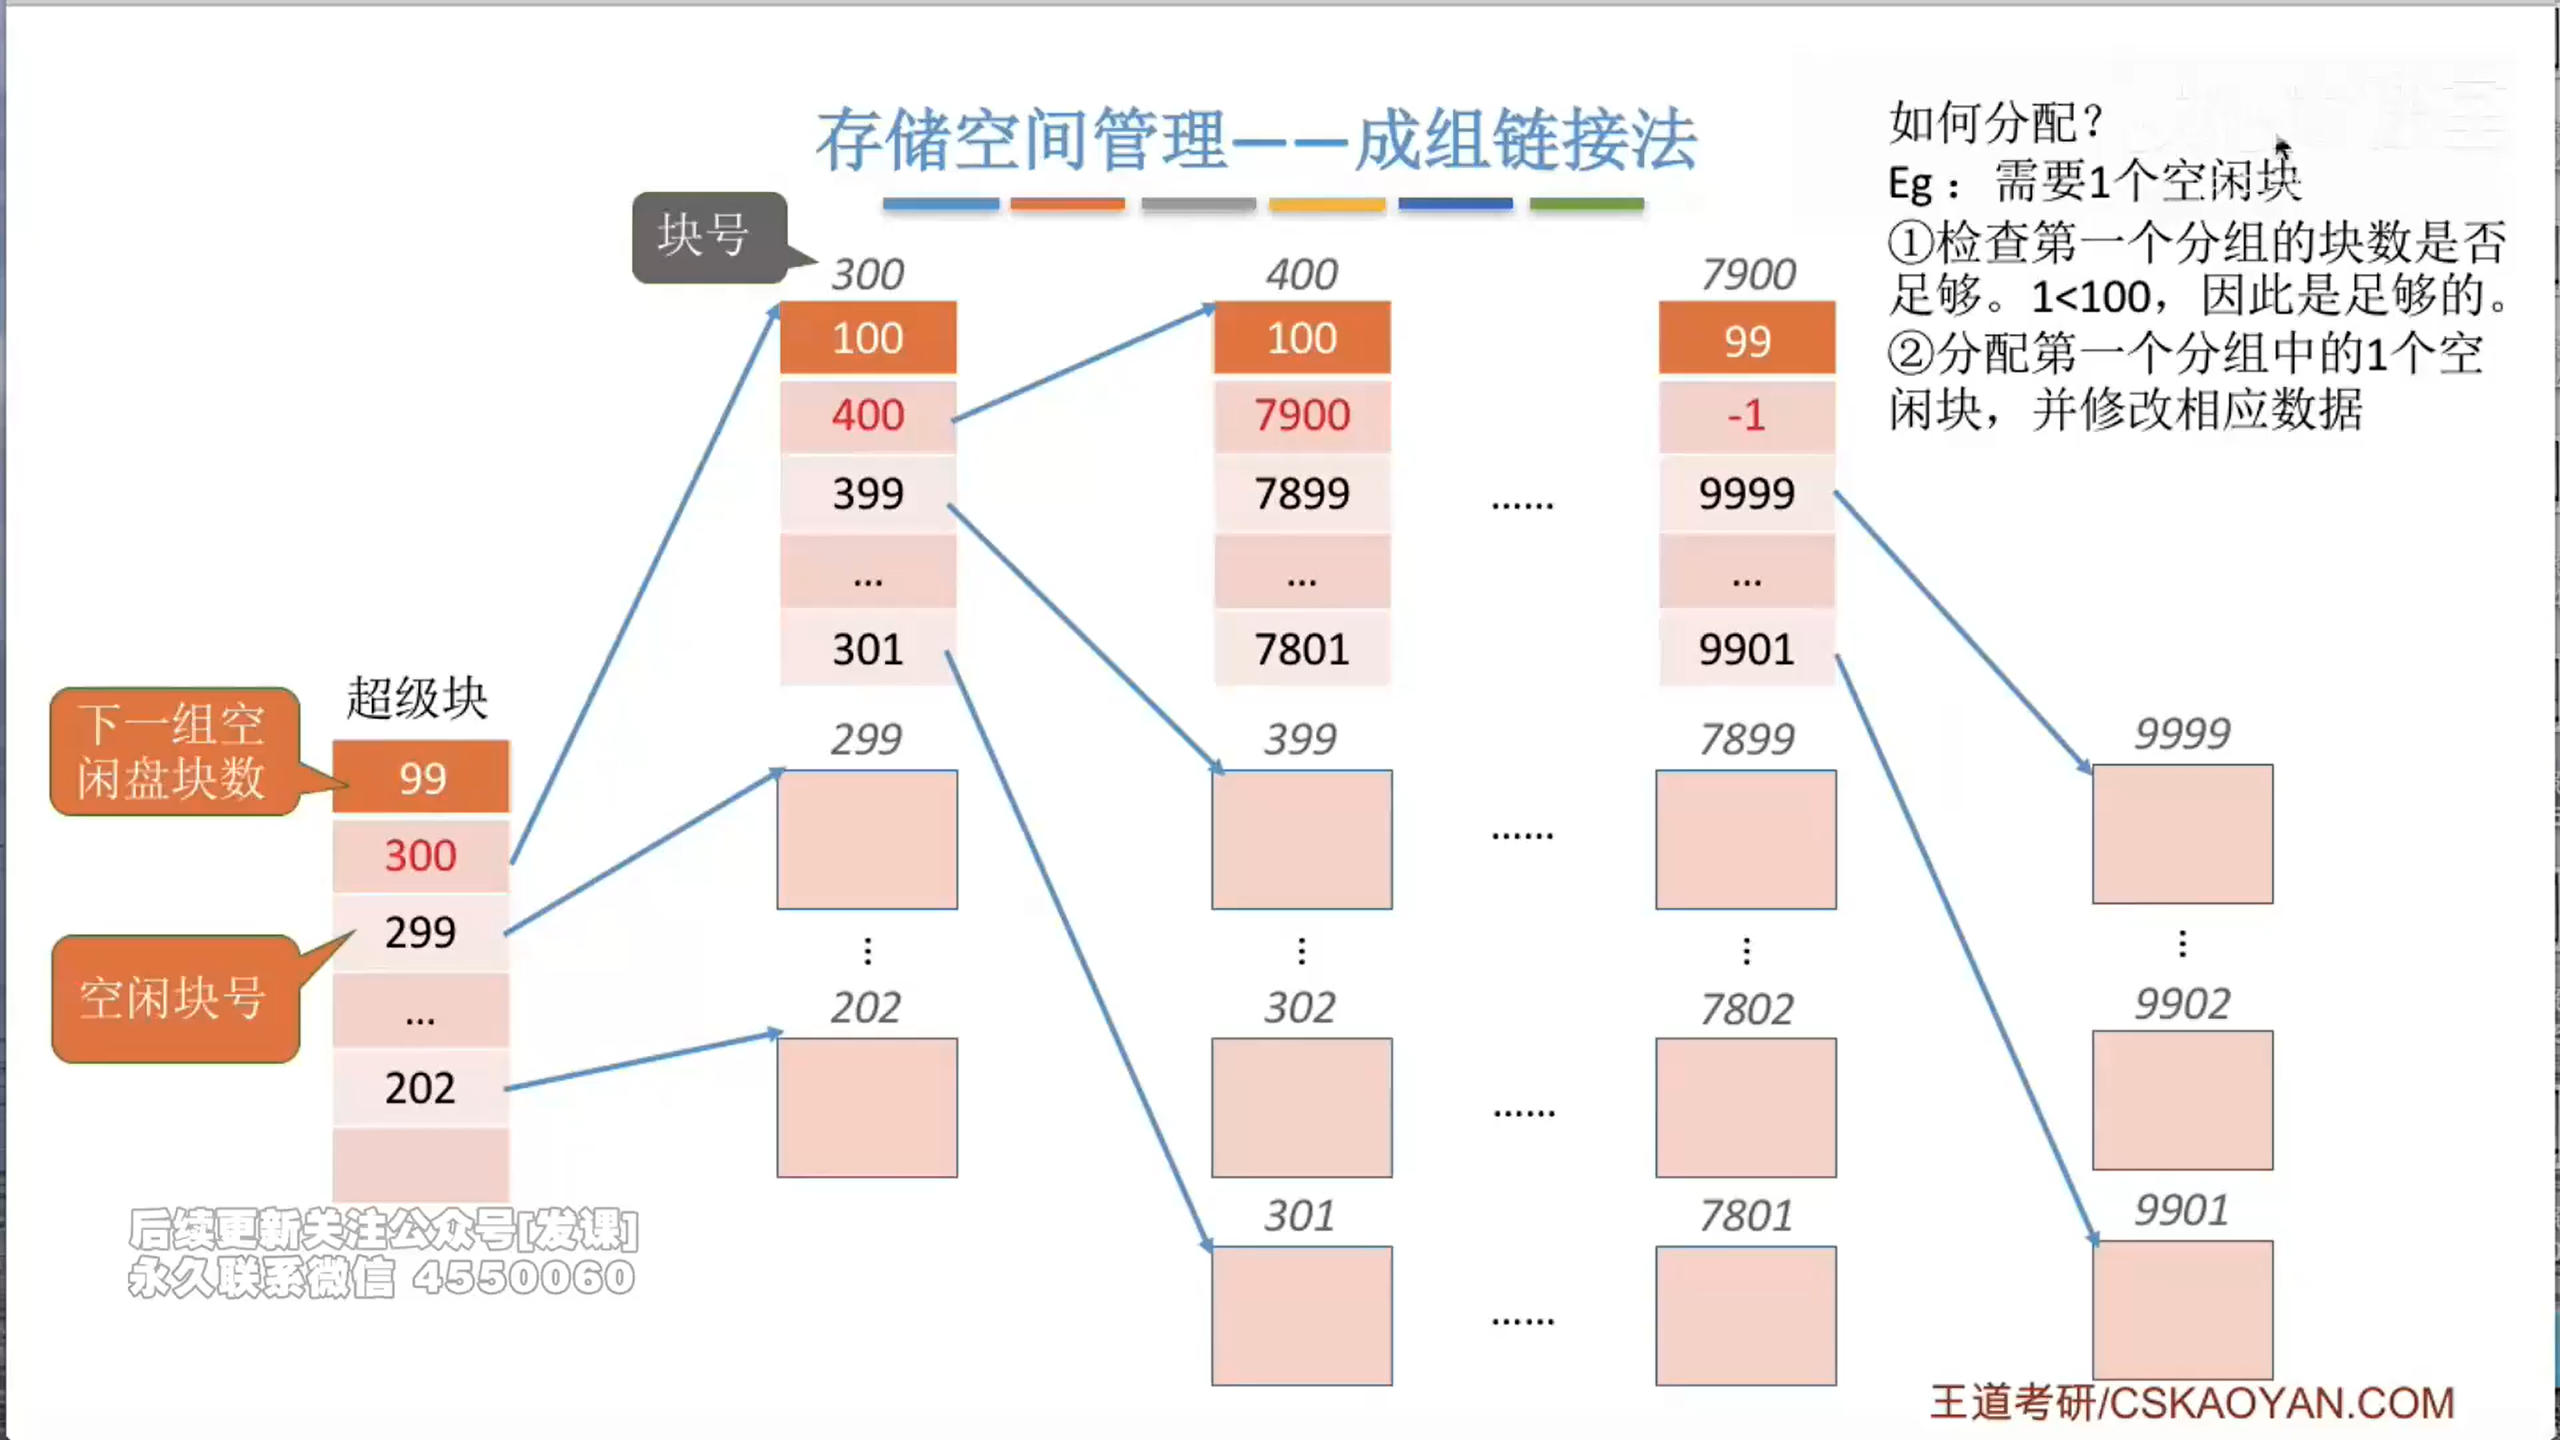 存储空间管理——成组链接法
如何分配？
Eg：需要1个空闲块
①检查第一个分组的块数是否
足够。1<100，因此是足够的。
②分配第一个分组中的1个空
闲块，并修改相应数据
块号
300
100
400
399
...
301
400
100
7900
7899
...
7801
......
7900
99
-1
9999
...
9901
超级块
下一组空
闲盘块数
空闲块号
99
300
299
...
202
299
⋮
202
399
⋮
302
301
......
......
......
7899
⋮
7802
7801
9999
⋮
9902
9901
后续更新关注公众号[发课]
永久联系微信 4550060
王道考研/CSKAOYAN.COM